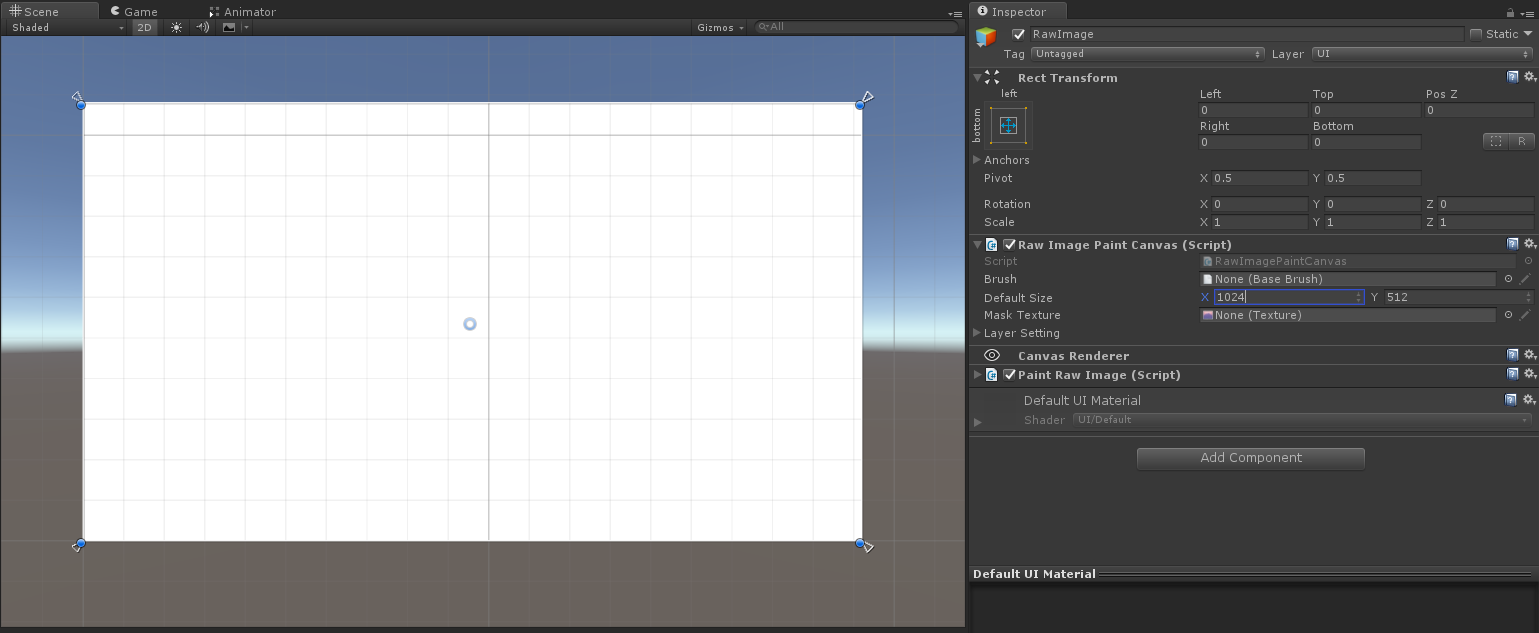 Scene Game Animator
Shaded 2D Gizmos All
Inspector
RawImage Static
Tag Untagged Layer UI
Rect Transform
left Left Top Pos Z
bottom 0 0 0
Right Bottom
0 0 R
Anchors
Pivot X 0.5 Y 0.5
Rotation X 0 Y 0 Z 0
Scale X 1 Y 1 Z 1
Raw Image Paint Canvas (Script)
Script RawImagePaintCanvas
Brush None (Base Brush)
Default Size X 1024 Y 512
Mask Texture None (Texture)
Layer Setting
Canvas Renderer
Paint Raw Image (Script)
Default UI Material
Shader UI/Default
Add Component
Default UI Material